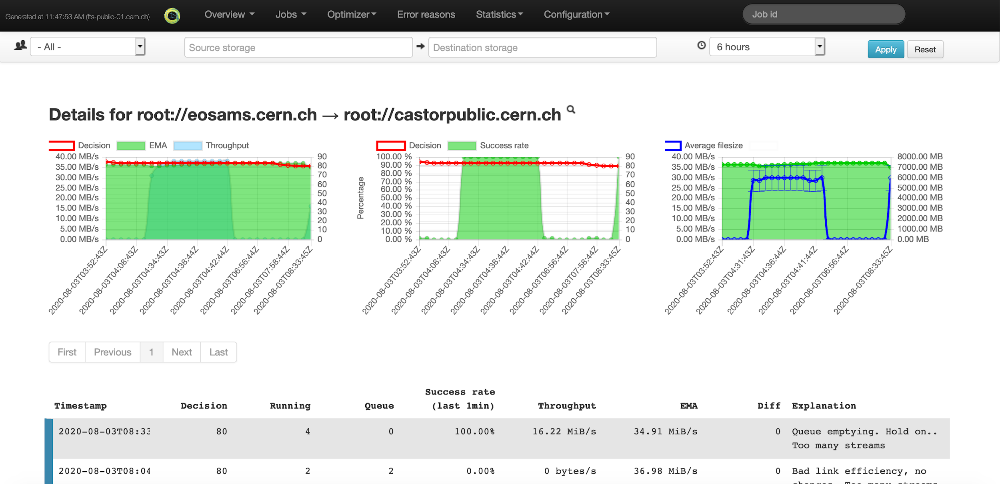 Generated at 11:47:53 AM (fts-public-01.cern.ch)
Overview Jobs Optimizer Error reasons Statistics Configuration Job id
- All - Source storage Destination storage 6 hours Apply Reset
Details for root://eosams.cern.ch → root://castorpublic.cern.ch
Decision EMA Throughput
40.00 MB/s
35.00 MB/s
30.00 MB/s
25.00 MB/s
20.00 MB/s
15.00 MB/s
10.00 MB/s
5.00 MB/s
0.00 MB/s
90
80
70
60
50
40
30
20
10
0
2020-08-03T03:52:43Z
2020-08-03T04:08:43Z
2020-08-03T04:34:43Z
2020-08-03T04:38:44Z
2020-08-03T04:42:44Z
2020-08-03T06:56:44Z
2020-08-03T07:58:44Z
2020-08-03T08:33:45Z
Decision Success rate
Percentage
100.00 %
90.00 %
80.00 %
70.00 %
60.00 %
50.00 %
40.00 %
30.00 %
20.00 %
10.00 %
0.00 %
90
80
70
60
50
40
30
20
10
0
2020-08-03T03:52:43Z
2020-08-03T04:08:43Z
2020-08-03T04:34:43Z
2020-08-03T04:38:44Z
2020-08-03T04:42:44Z
2020-08-03T06:56:44Z
2020-08-03T07:58:44Z
2020-08-03T08:33:45Z
Average filesize
40.00 MB/s
35.00 MB/s
30.00 MB/s
25.00 MB/s
20.00 MB/s
15.00 MB/s
10.00 MB/s
5.00 MB/s
0.00 MB/s
8000.00 MB
7000.00 MB
6000.00 MB
5000.00 MB
4000.00 MB
3000.00 MB
2000.00 MB
1000.00 MB
0.00 MB
2020-08-03T03:52:43Z
2020-08-03T04:31:43Z
2020-08-03T04:36:44Z
2020-08-03T04:41:44Z
2020-08-03T06:56:44Z
2020-08-03T08:33:45Z
First Previous 1 Next Last
Success rate
Timestamp Decision Running Queue (last 1min) Throughput EMA Diff Explanation
2020-08-03T08:33 80 4 0 100.00% 16.22 MiB/s 34.91 MiB/s 0 Queue emptying. Hold on..
Too many streams
2020-08-03T08:04 80 2 2 0.00% 0 bytes/s 36.98 MiB/s 0 Bad link efficiency, no
changes. Too many streams